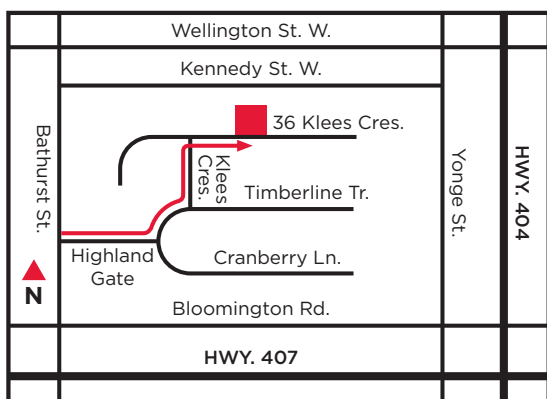 Wellington St. W.
Kennedy St. W.
36 Klees Cres.
Bathurst St.
Klees
Cres.
Yonge St.
HWY. 404
Timberline Tr.
Highland
Gate
Cranberry Ln.
N
Bloomington Rd.
HWY. 407